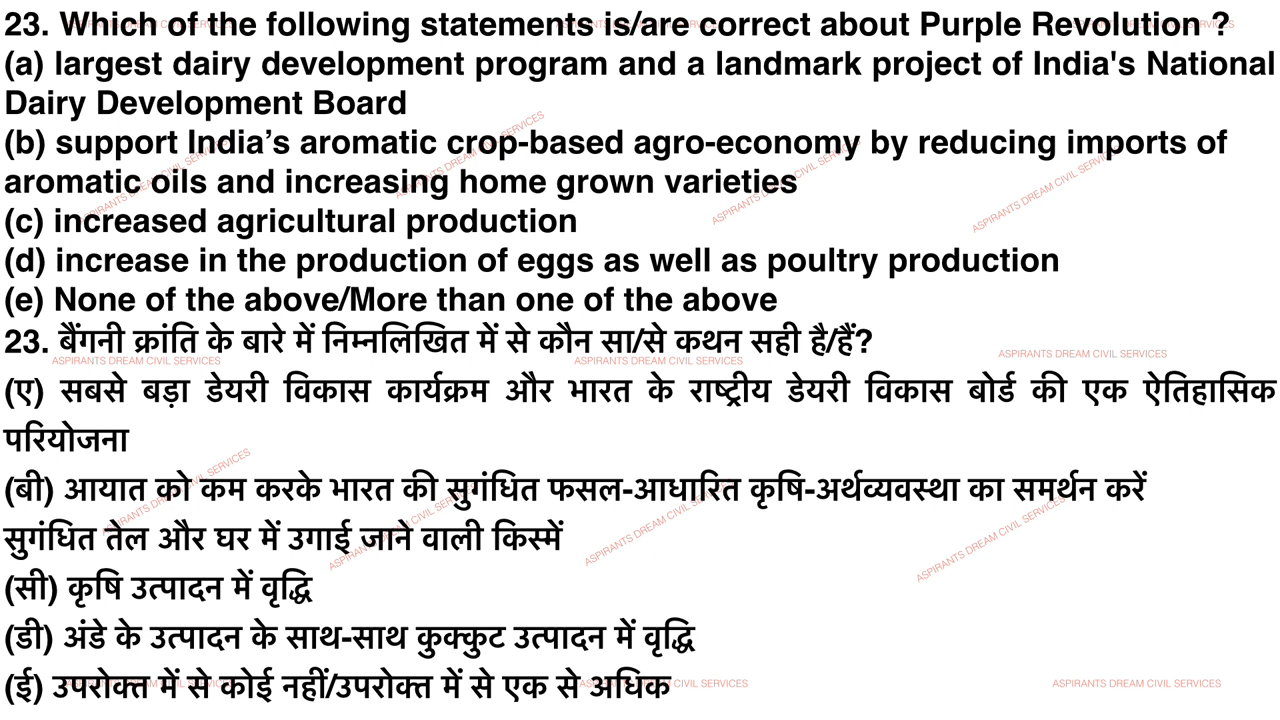 23. Which of the following statements is/are correct about Purple Revolution ?
(a) largest dairy development program and a landmark project of India's National
Dairy Development Board
(b) support India’s aromatic crop-based agro-economy by reducing imports of
aromatic oils and increasing home grown varieties
(c) increased agricultural production
(d) increase in the production of eggs as well as poultry production
(e) None of the above/More than one of the above
23. बैंगनी क्रांति के बारे में निम्नलिखित में से कौन सा/से कथन सही है/हैं?
ASPIRANTS DREAM CIVIL SERVICES ASPIRANTS DREAM CIVIL SERVICES ASPIRANTS DREAM CIVIL SERVICES
(ए) सबसे बड़ा डेयरी विकास कार्यक्रम और भारत के राष्ट्रीय डेयरी विकास बोर्ड की एक ऐतिहासिक
परियोजना
(बी) आयात को कम करके भारत की सुगंधित फसल-आधारित कृषि-अर्थव्यवस्था का समर्थन करें
सुगंधित तेल और घर में उगाई जाने वाली किस्में
(सी) कृषि उत्पादन में वृद्धि
(डी) अंडे के उत्पादन के साथ-साथ कुक्कुट उत्पादन में वृद्धि
(ई) उपरोक्त में से कोई नहीं/उपरोक्त में से एक से अधिक
ASPIRANTS DREAM CIVIL SERVICES